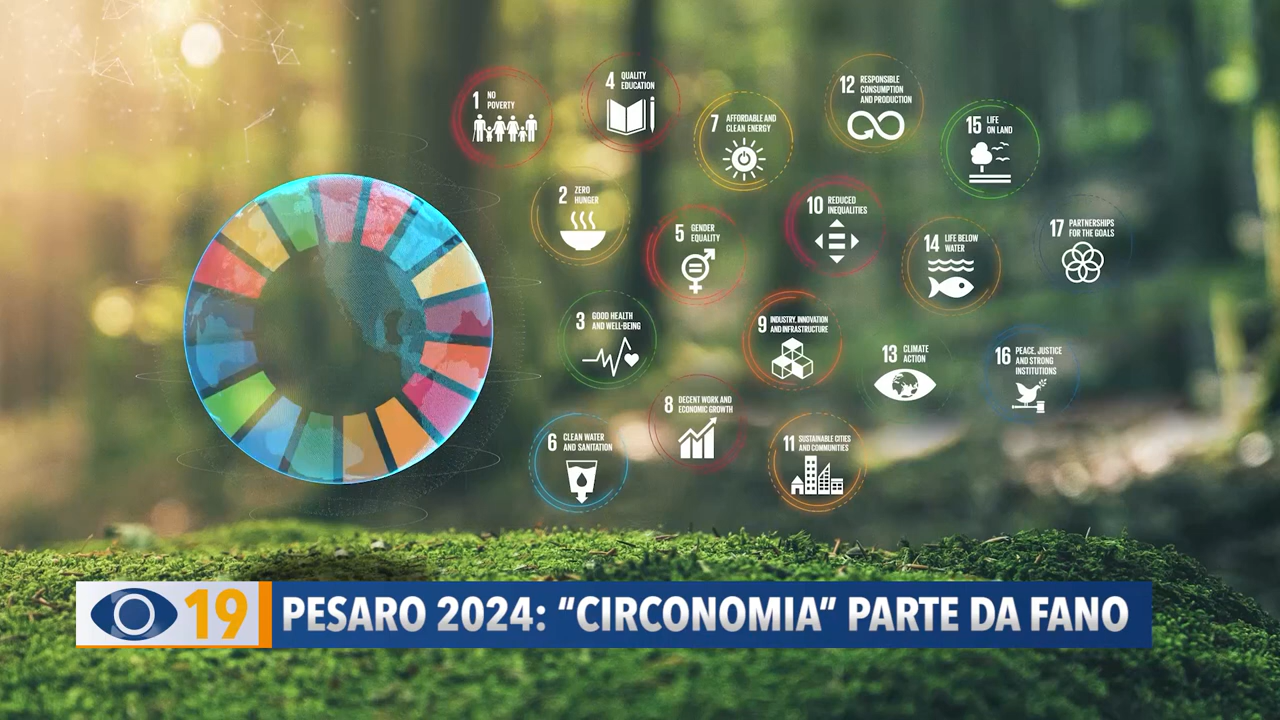 1 NO
POVERTY
4 QUALITY
EDUCATION
7 AFFORDABLE AND
CLEAN ENERGY
12 RESPONSIBLE
CONSUMPTION
AND PRODUCTION
15 LIFE
ON LAND
2 ZERO
HUNGER
5 GENDER
EQUALITY
10 REDUCED
INEQUALITIES
14 LIFE BELOW
WATER
17 PARTNERSHIPS
FOR THE GOALS
3 GOOD HEALTH
AND WELL-BEING
9 INDUSTRY, INNOVATION
AND INFRASTRUCTURE
13 CLIMATE
ACTION
16 PEACE, JUSTICE
AND STRONG
INSTITUTIONS
6 CLEAN WATER
AND SANITATION
8 DECENT WORK AND
ECONOMIC GROWTH
11 SUSTAINABLE CITIES
AND COMMUNITIES
19 PESARO 2024: “CIRCONOMIA“ PARTE DA FANO